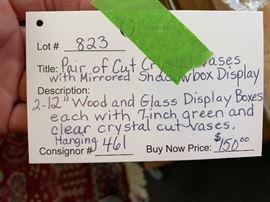 Lot # 823
Title: Pair of Cut Crystal Vases
with Mirrored Shadowbox Display
Description:
2-12" Wood and Glass Display Boxes
each with 7inch green and
clear crystal cut vases.
Hanging
Consignor # 461 Buy Now Price: $150.00